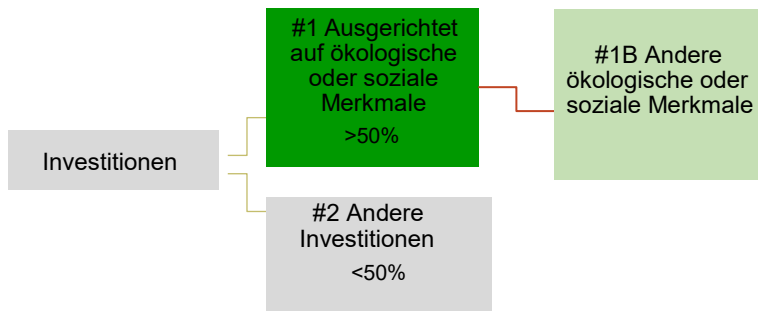 Investitionen
#1 Ausgerichtet
auf ökologische
oder soziale
Merkmale
>50%
#1B Andere
ökologische oder
soziale Merkmale
#2 Andere
Investitionen
<50%